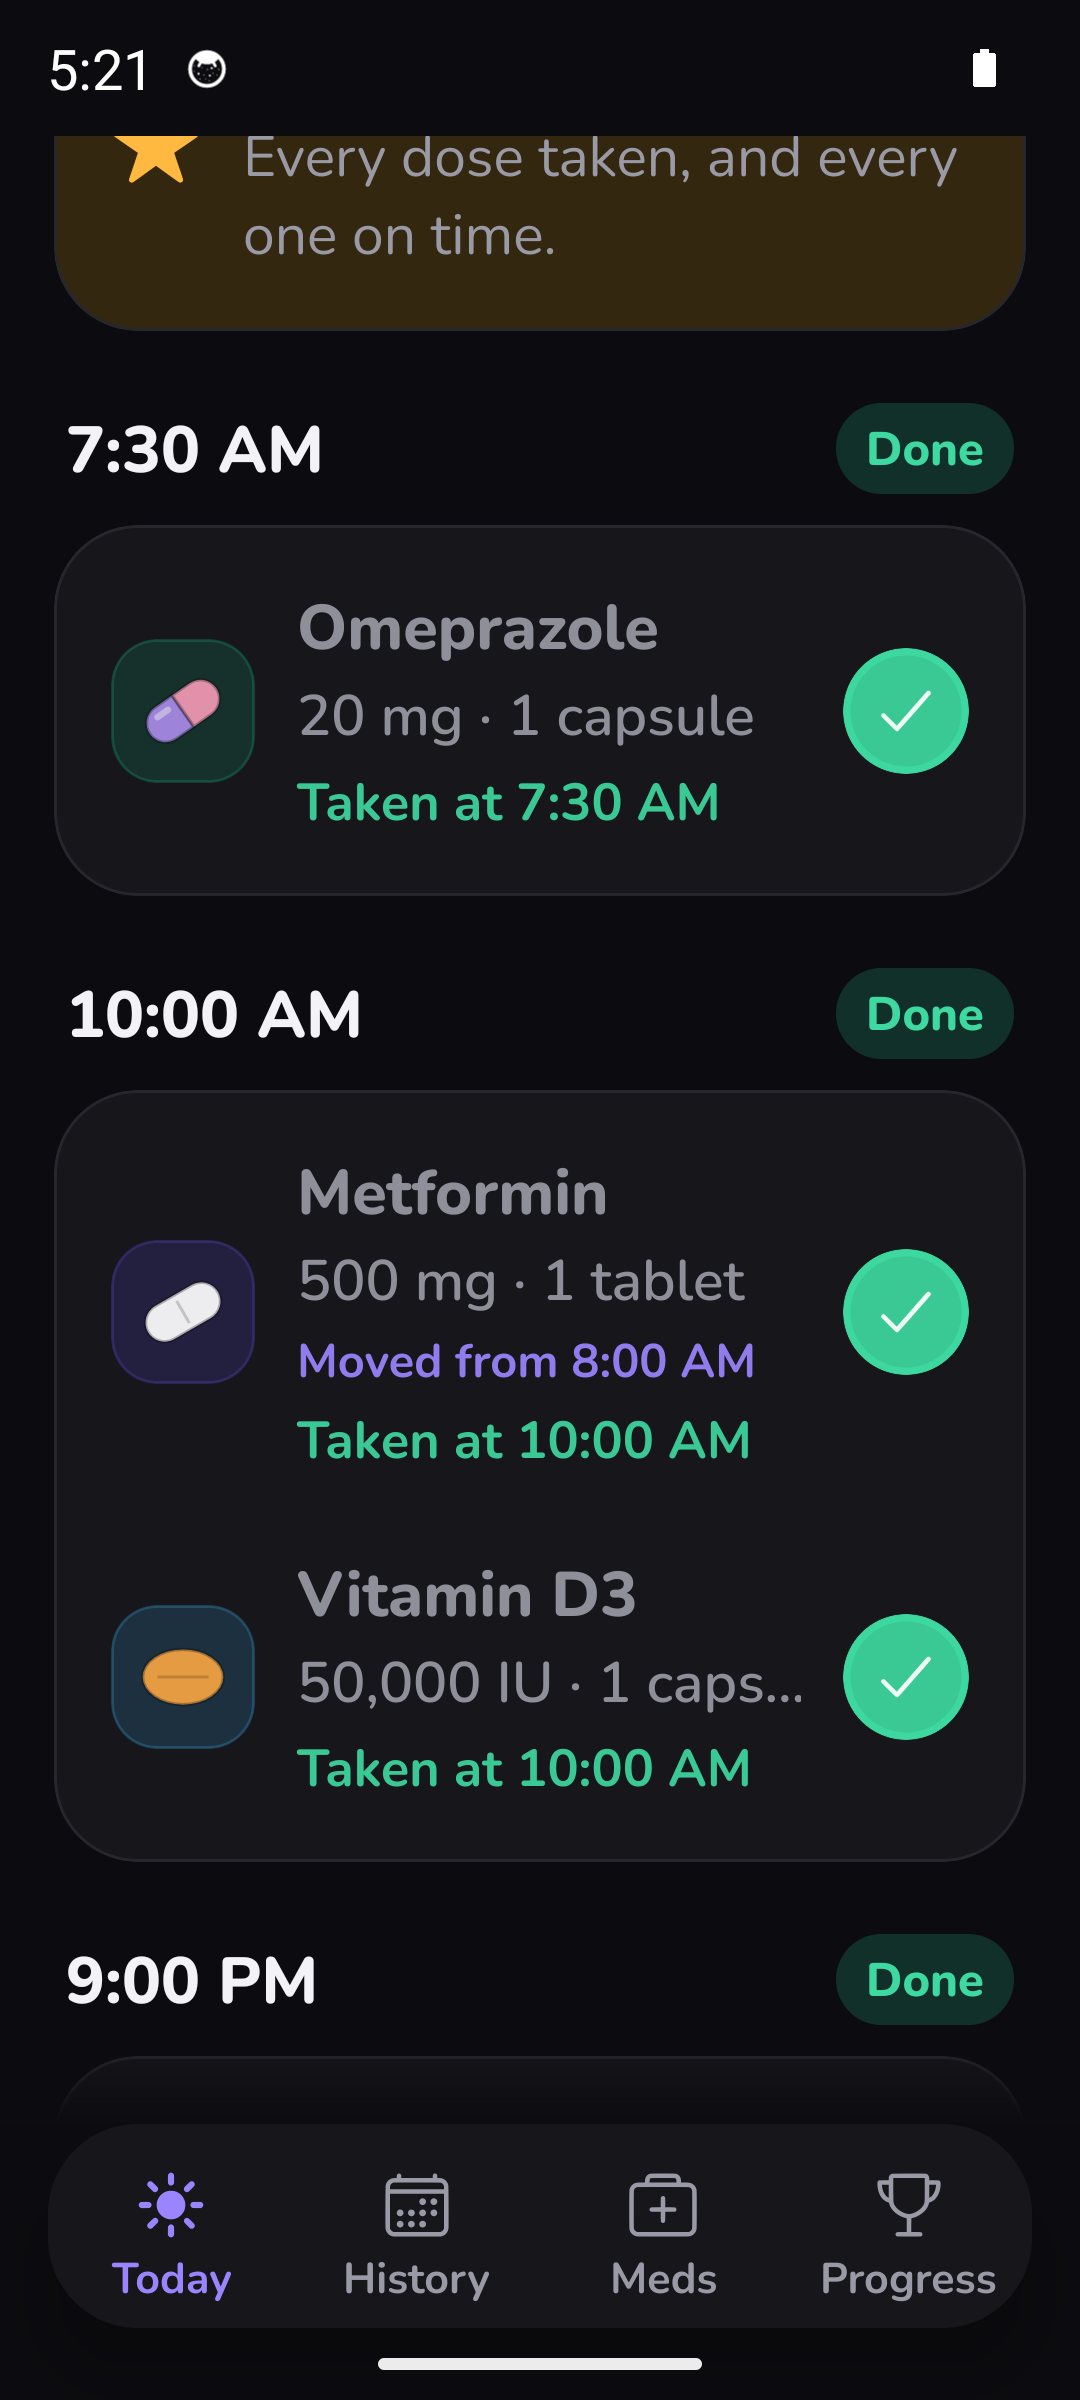 5:21
Every dose taken, and every
one on time.
7:30 AM
Done
Omeprazole
20 mg · 1 capsule
Taken at 7:30 AM
10:00 AM
Done
Metformin
500 mg · 1 tablet
Moved from 8:00 AM
Taken at 10:00 AM
Vitamin D3
50,000 IU · 1 caps...
Taken at 10:00 AM
9:00 PM
Done
Today
History
Meds
Progress